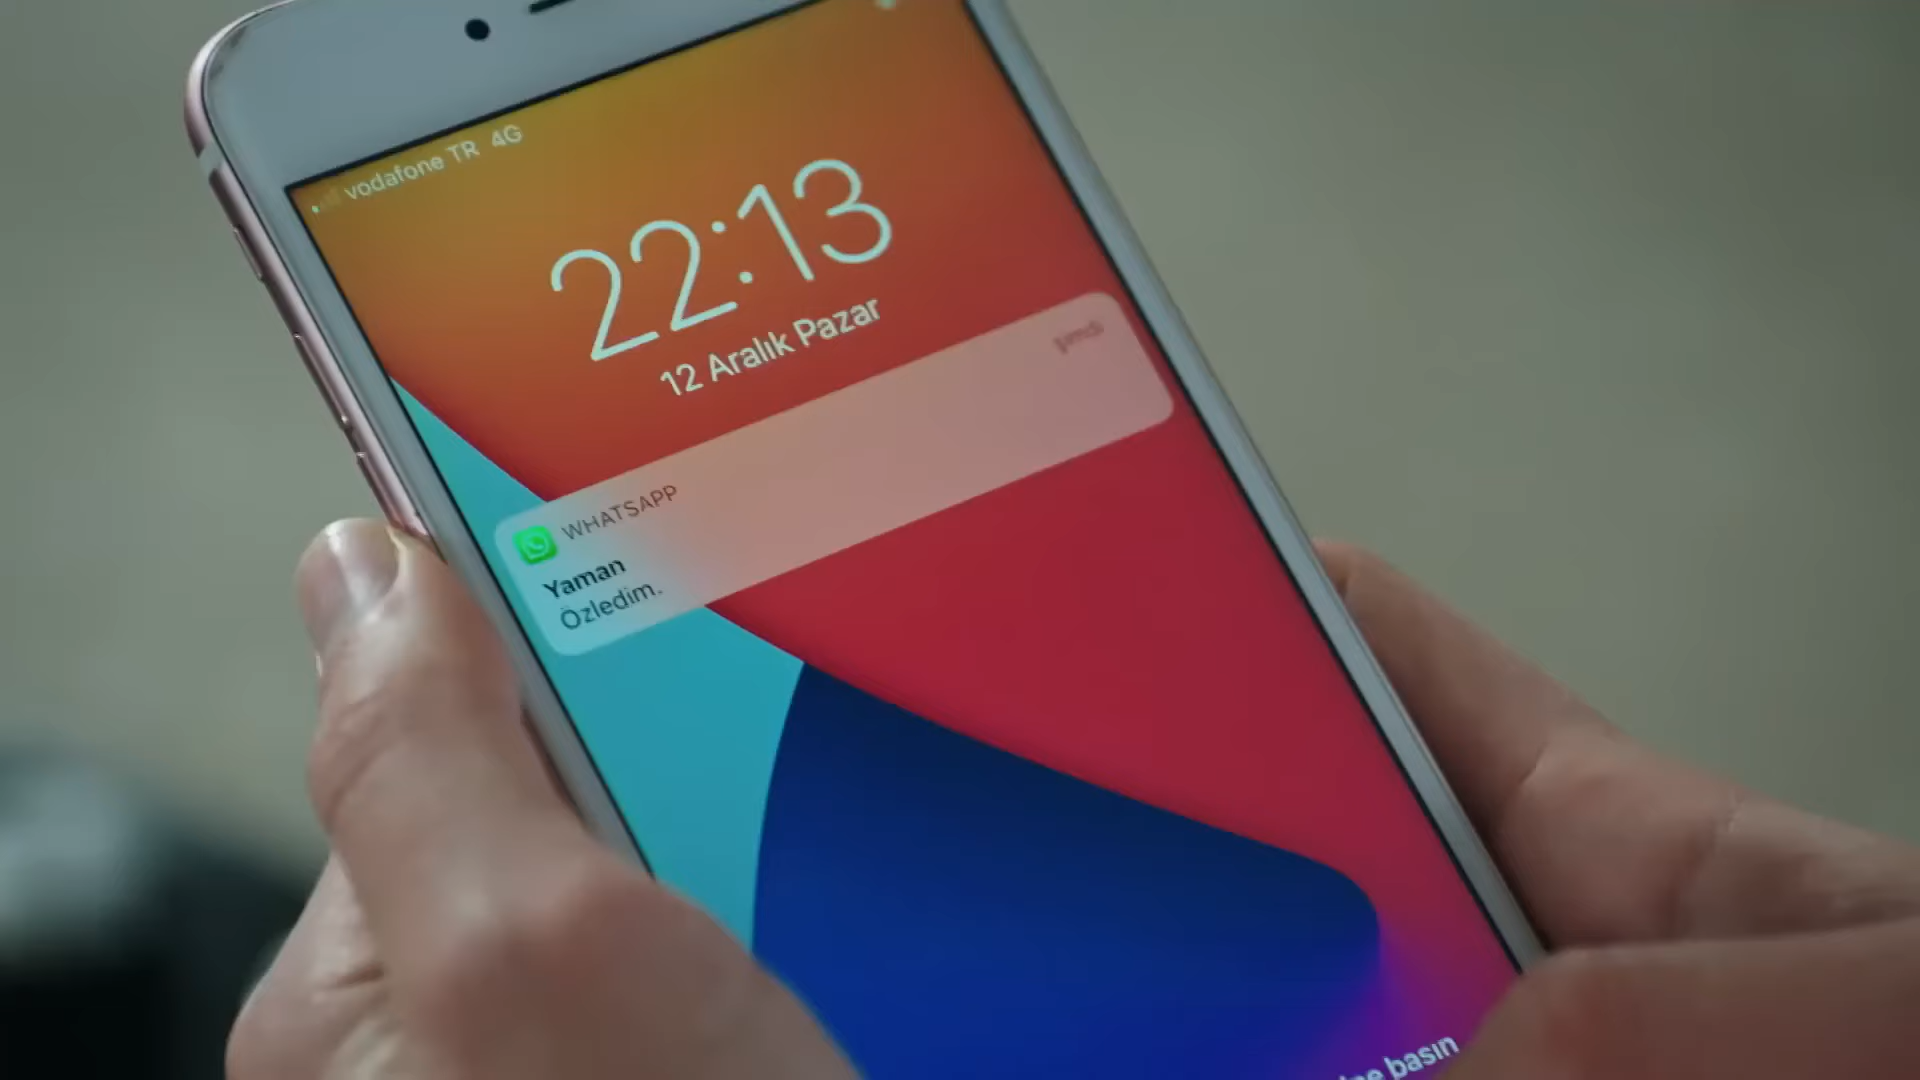 vodafone TR 4G
22:13
12 Aralık Pazar
şimdi
WHATSAPP
Yaman
Özledim.
basın